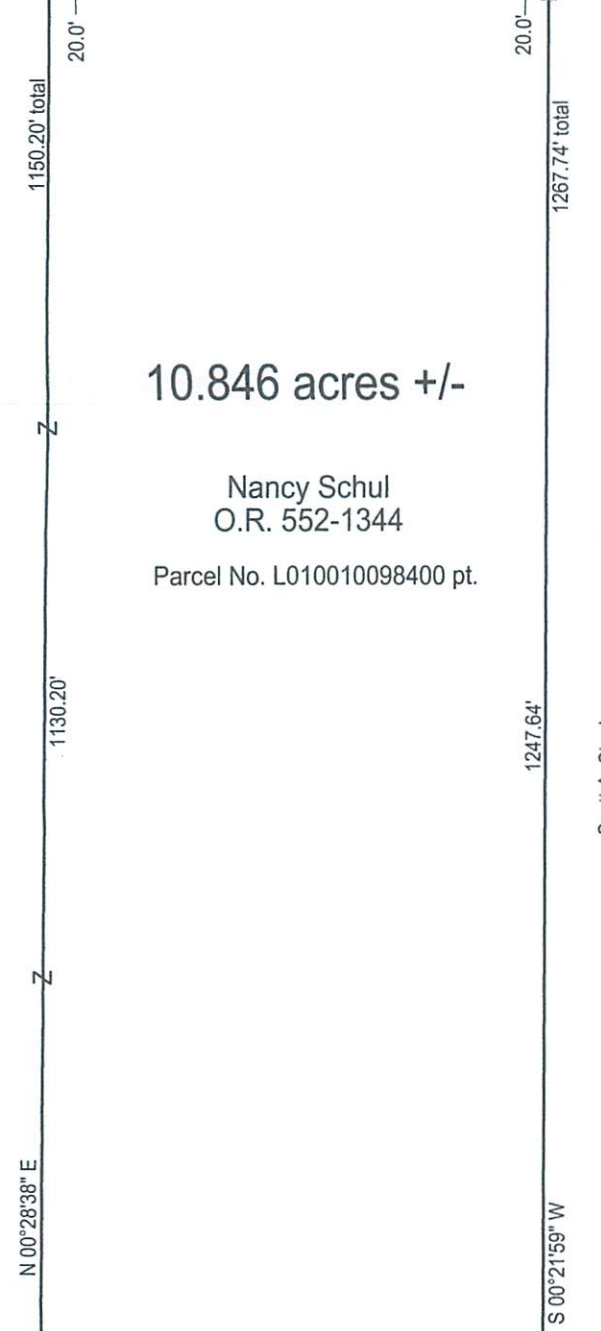 20.0'
20.0'
1150.20' total
1267.74' total
10.846 acres +/-
Z
Nancy Schul
O.R. 552-1344
Parcel No. L010010098400 pt.
1130.20'
1247.64'
Z
N 00°28'38" E
S 00°21'59" W